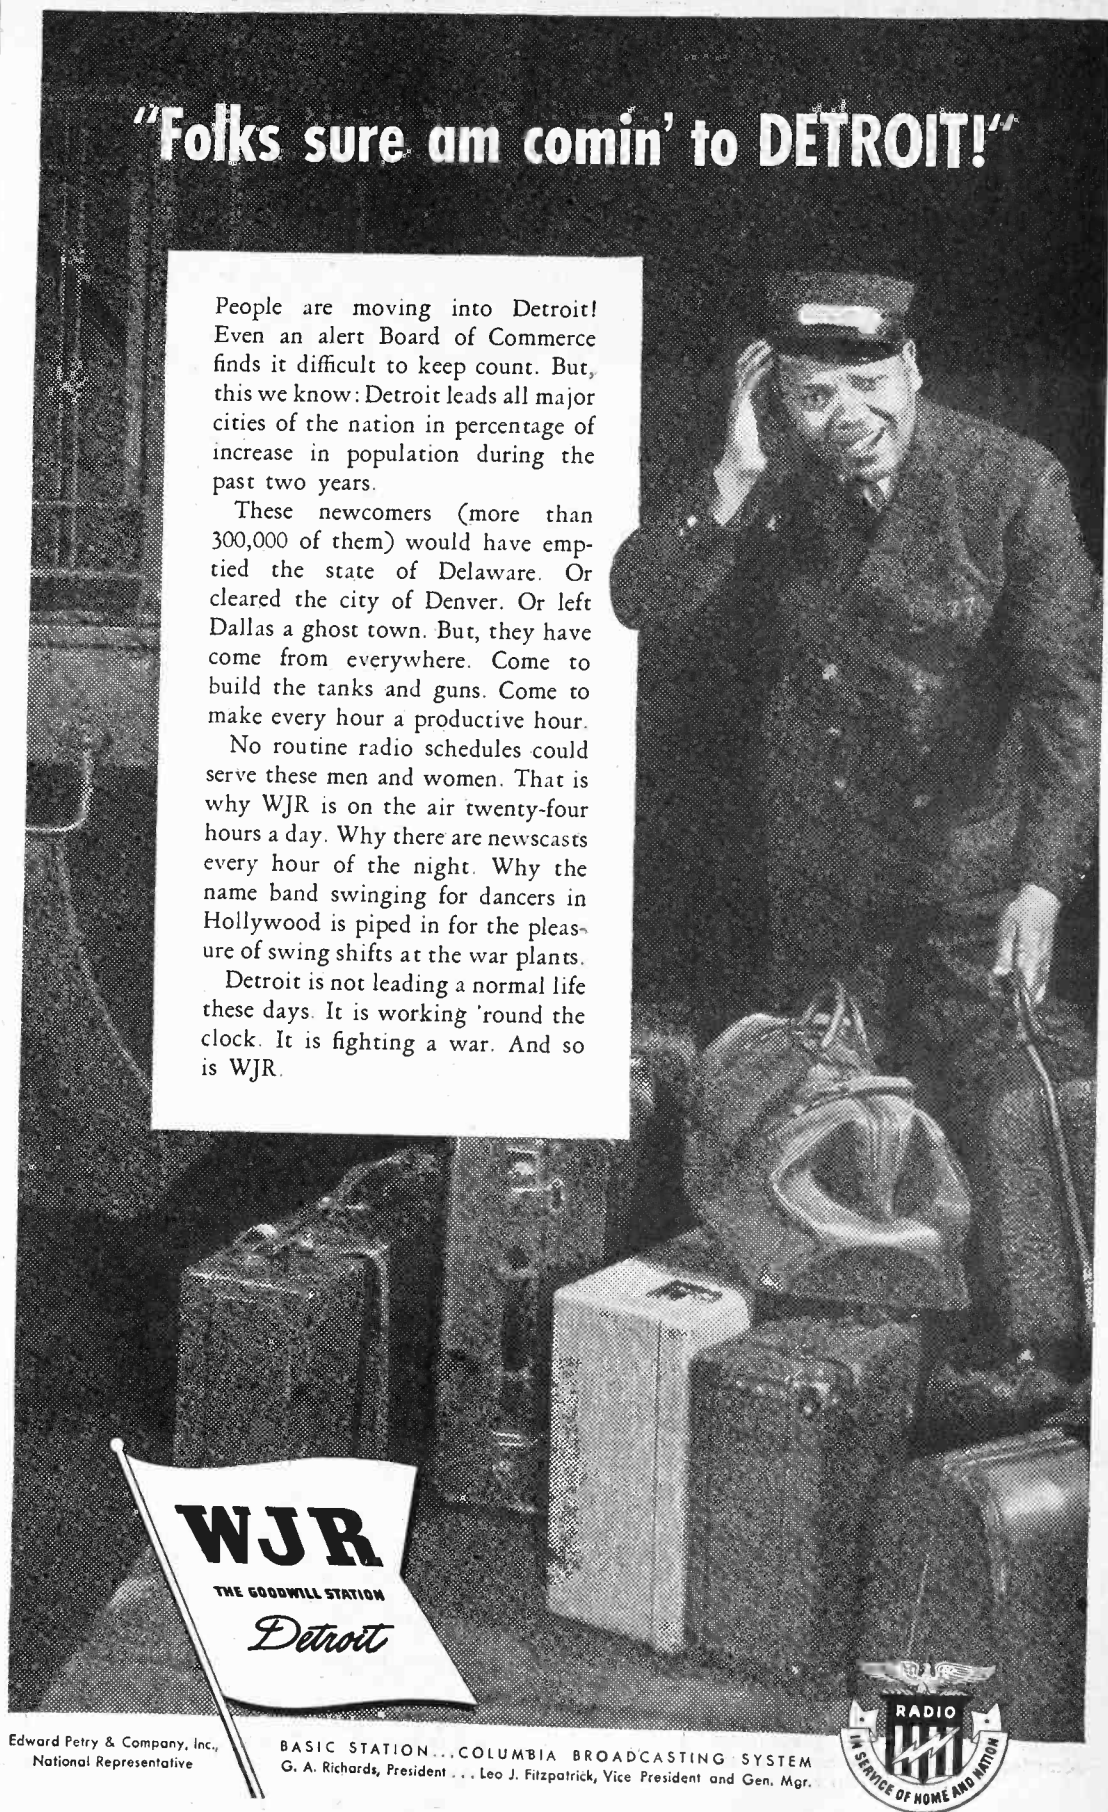 "Folks sure am comin' to DETROIT!"
People are moving into Detroit!
Even an alert Board of Commerce
finds it difficult to keep count. But,
this we know: Detroit leads all major
cities of the nation in percentage of
increase in population during the
past two years.
These newcomers (more than
300,000 of them) would have emp-
tied the state of Delaware. Or
cleared the city of Denver. Or left
Dallas a ghost town. But, they have
come from everywhere. Come to
build the tanks and guns. Come to
make every hour a productive hour.
No routine radio schedules could
serve these men and women. That is
why WJR is on the air twenty-four
hours a day. Why there are newscasts
every hour of the night. Why the
name band swinging for dancers in
Hollywood is piped in for the pleas-
ure of swing shifts at the war plants.
Detroit is not leading a normal life
these days. It is working 'round the
clock. It is fighting a war. And so
is WJR.
77
WJR
THE GOODWILL STATION
Detroit
Edward Petry & Company, Inc.,
National Representative
BASIC STATION...COLUMBIA BROADCASTING SYSTEM
G. A. Richards, President ... Leo J. Fitzpatrick, Vice President and Gen. Mgr.
RADIO
IN SERVICE OF HOME AND NATION